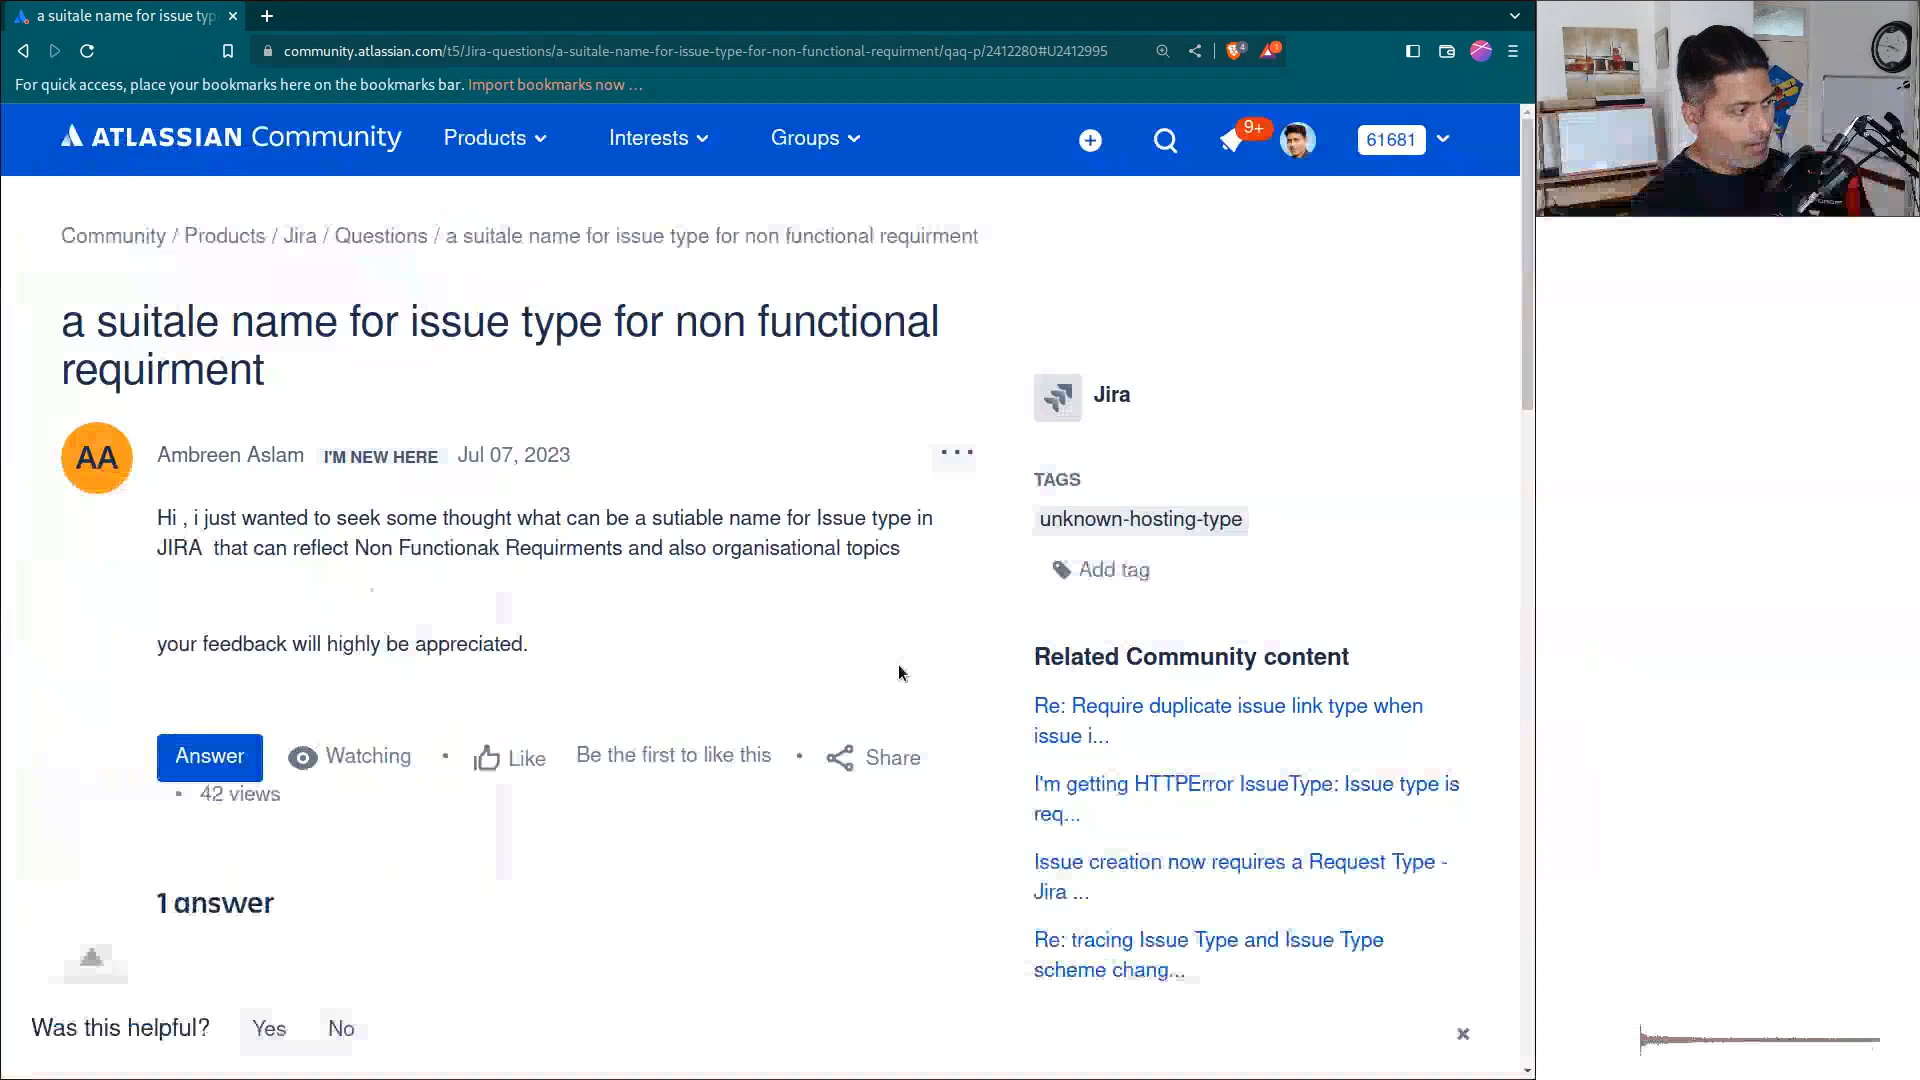 a suitale name for issue typ
community.atlassian.com/t5/Jira-questions/a-suitale-name-for-issue-type-for-non-functional-requirment/qaq-p/2412280#U2412995
4
1
For quick access, place your bookmarks here on the bookmarks bar. Import bookmarks now ...
ATLASSIAN Community
Products
Interests
Groups
9+
61681
Community / Products / Jira / Questions / a suitale name for issue type for non functional requirment
a suitale name for issue type for non functional
requirment
AA
Ambreen Aslam I'M NEW HERE Jul 07, 2023
Hi , i just wanted to seek some thought what can be a sutiable name for Issue type in
JIRA that can reflect Non Functionak Requirments and also organisational topics
your feedback will highly be appreciated.
Answer
Watching
•
Like
Be the first to like this
•
Share
• 42 views
1 answer
Jira
TAGS
unknown-hosting-type
Add tag
Related Community content
Re: Require duplicate issue link type when
issue i...
I'm getting HTTPError IssueType: Issue type is
req...
Issue creation now requires a Request Type -
Jira ...
Re: tracing Issue Type and Issue Type
scheme chang...
Was this helpful?
Yes
No